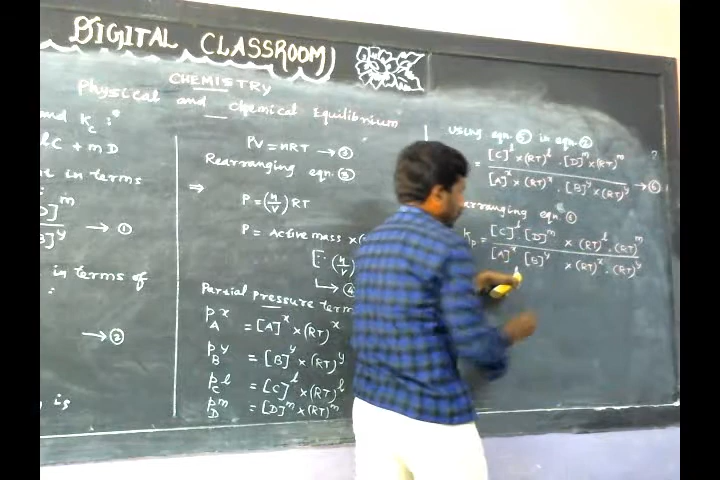 DIGITAL CLASSROOM
CHEMISTRY
Physical and Chemical Equilibrium
and Kc :
lC + mD
in terms
D]^m
B]^y → ①
in terms of
→ ②
is
PV = nRT → ③
Rearranging eqn. ③
⇒ P = (n/V) RT
P = Active mass ×
[∵ (n/V)
→ ④
Partial Pressure term
P_A^x = [A]^x × (RT)^x
P_B^y = [B]^y × (RT)^y
P_C^l = [C]^l × (RT)^l
P_D^m = [D]^m × (RT)^m
using eqn. ⑤ in eqn. ②
= [C]^l × (RT)^l . [D]^m × (RT)^m
[A]^x × (RT)^x . [B]^y × (RT)^y → ⑥
arranging eqn. ⑥
Kp = [C]^l . [D]^m × (RT)^l . (RT)^m
[A]^x [B]^y × (RT)^x . (RT)^y